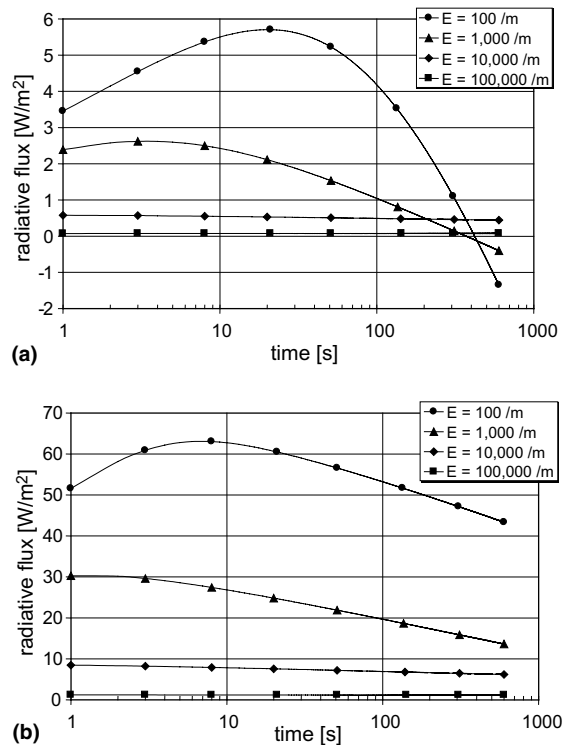 6
5
4
3
2
1
0
-1
-2
radiative flux [W/m²]
E = 100 /m
E = 1,000 /m
E = 10,000 /m
E = 100,000 /m
1
10
100
1000
(a)
time [s]
70
60
50
40
30
20
10
0
radiative flux [W/m²]
E = 100 /m
E = 1,000 /m
E = 10,000 /m
E = 100,000 /m
1
10
100
1000
(b)
time [s]